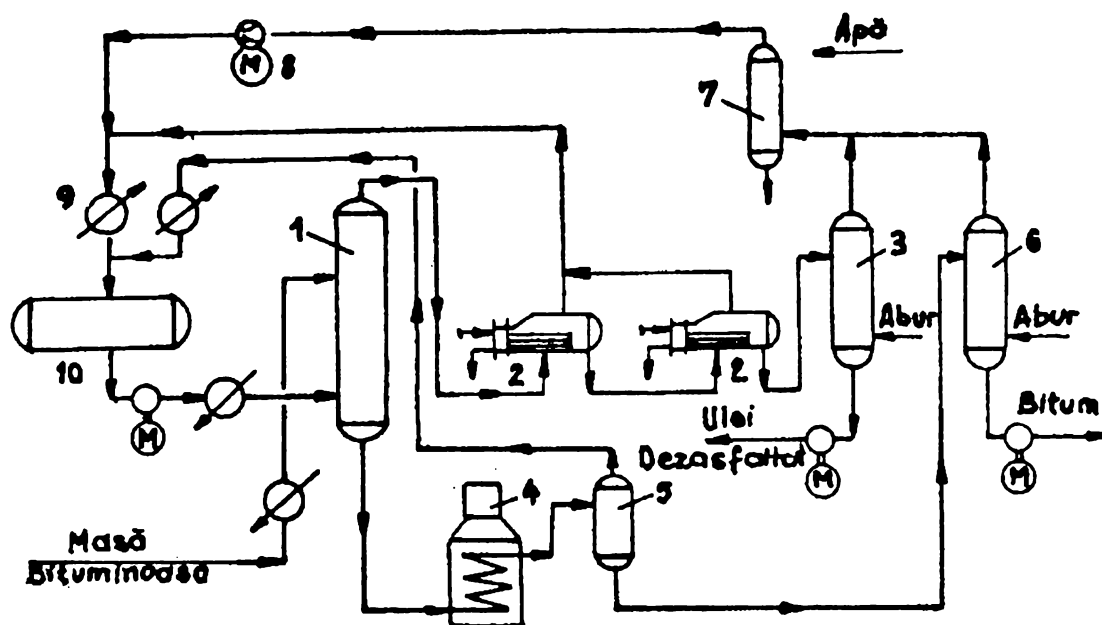 Apă
M 8
7
9
1
3
6
Abur
Abur
10
2
2
M
Ulei
Dezasfaltat
M
Bitum
M
4
5
Masă
Bituminoasă